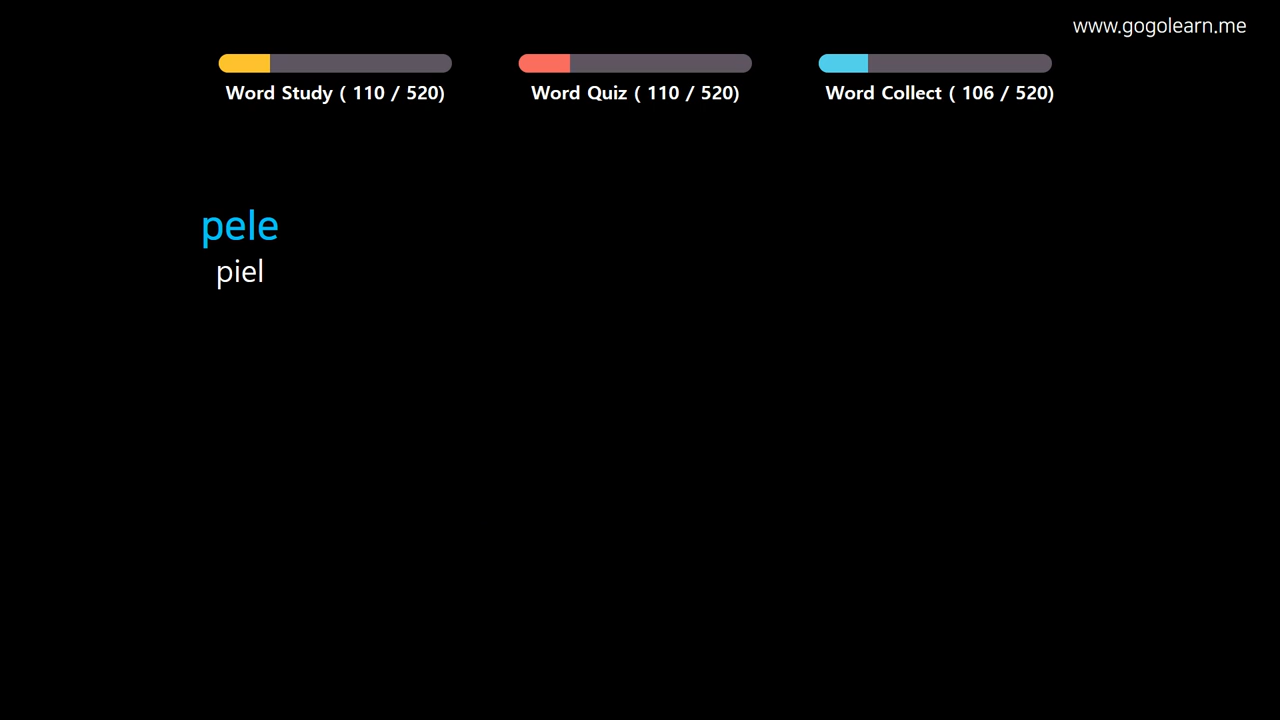 www.gogolearn.me
Word Study ( 110 / 520)
Word Quiz ( 110 / 520)
Word Collect ( 106 / 520)
pele
piel